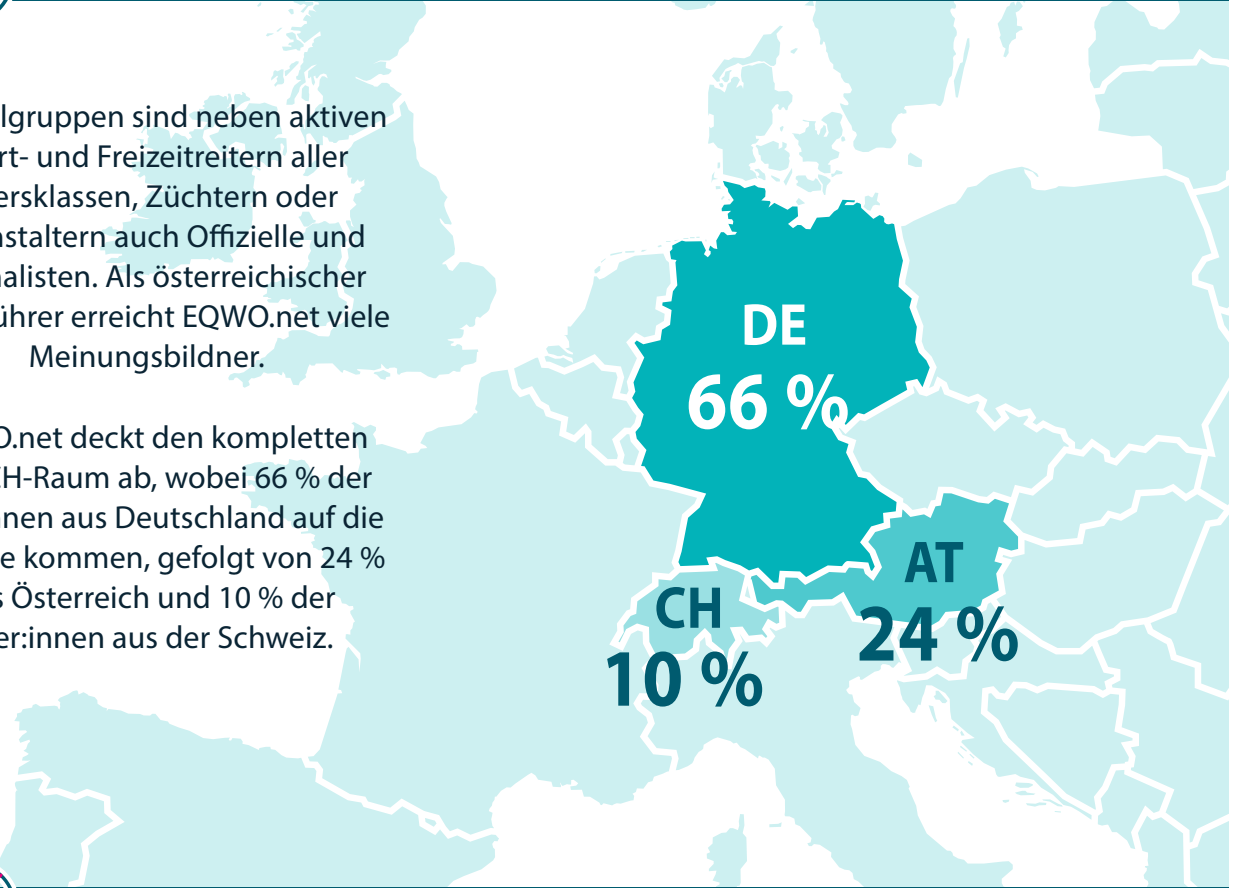 lgruppen sind neben aktiven
rt- und Freizeitreitern aller
ersklassen, Züchtern oder
nstaltern auch Offizielle und
nalisten. Als österreichischer
ührer erreicht EQWO.net viele
Meinungsbildner.
O.net deckt den kompletten
CH-Raum ab, wobei 66 % der
nnen aus Deutschland auf die
e kommen, gefolgt von 24 %
s Österreich und 10 % der
er:innen aus der Schweiz.
DE
66 %
AT
24 %
CH
10 %